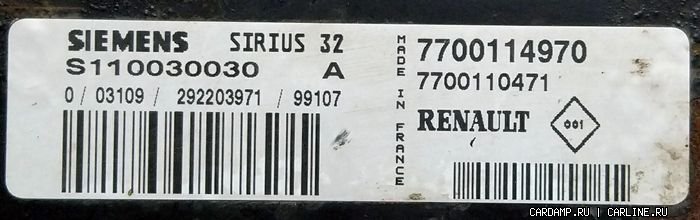 SIEMENS SIRIUS 32
S110030030 A
0 / 03109 / 292203971 / 99107
MADE IN FRANCE
7700114970
7700110471
RENAULT 001
CARDAMP.RU | CARLINE.RU